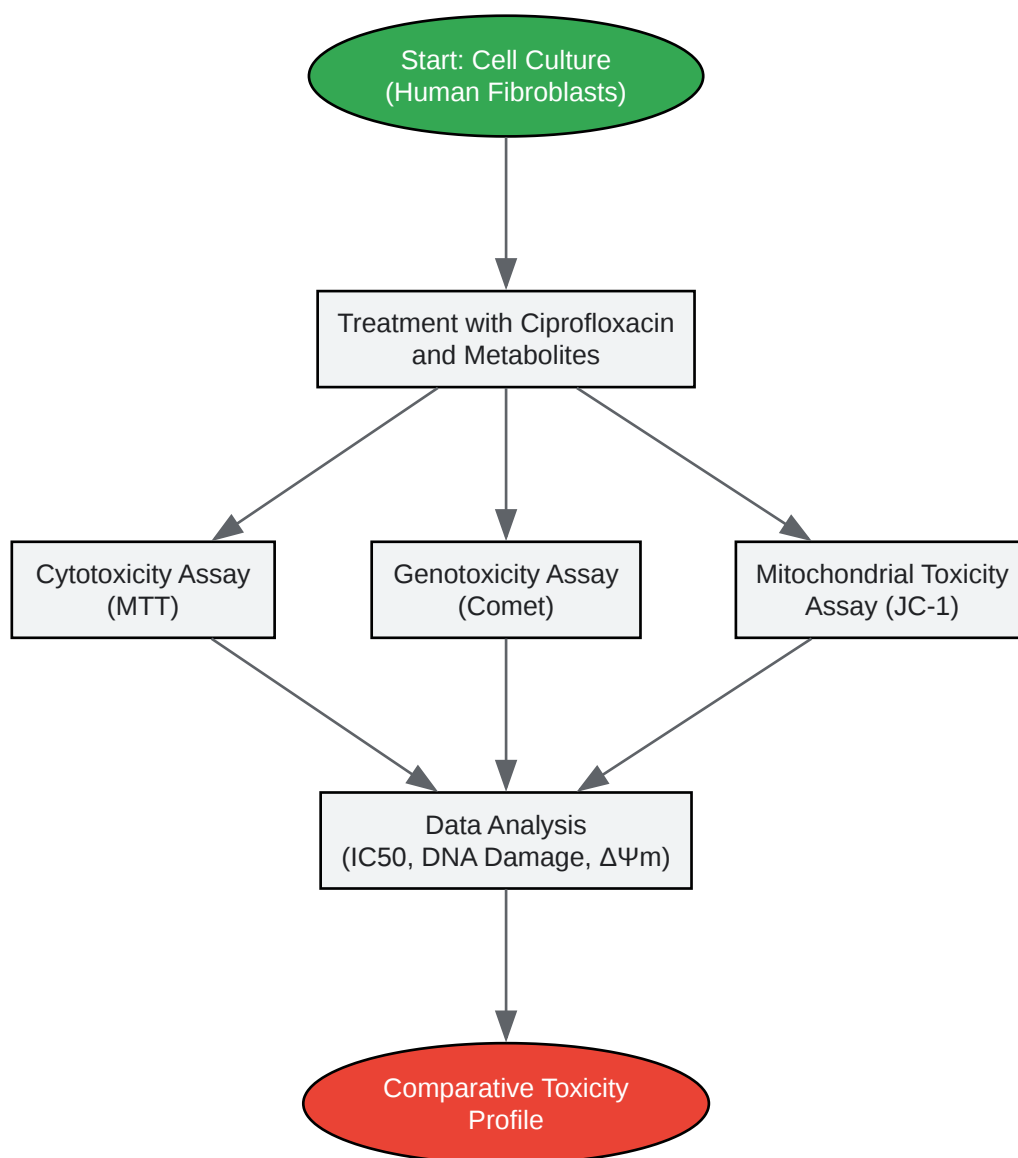 Start: Cell Culture
(Human Fibroblasts)
Treatment with Ciprofloxacin
and Metabolites
Cytotoxicity Assay
(MTT)
Genotoxicity Assay
(Comet)
Mitochondrial Toxicity
Assay (JC-1)
Data Analysis
(IC50, DNA Damage, ΔΨm)
Comparative Toxicity
Profile